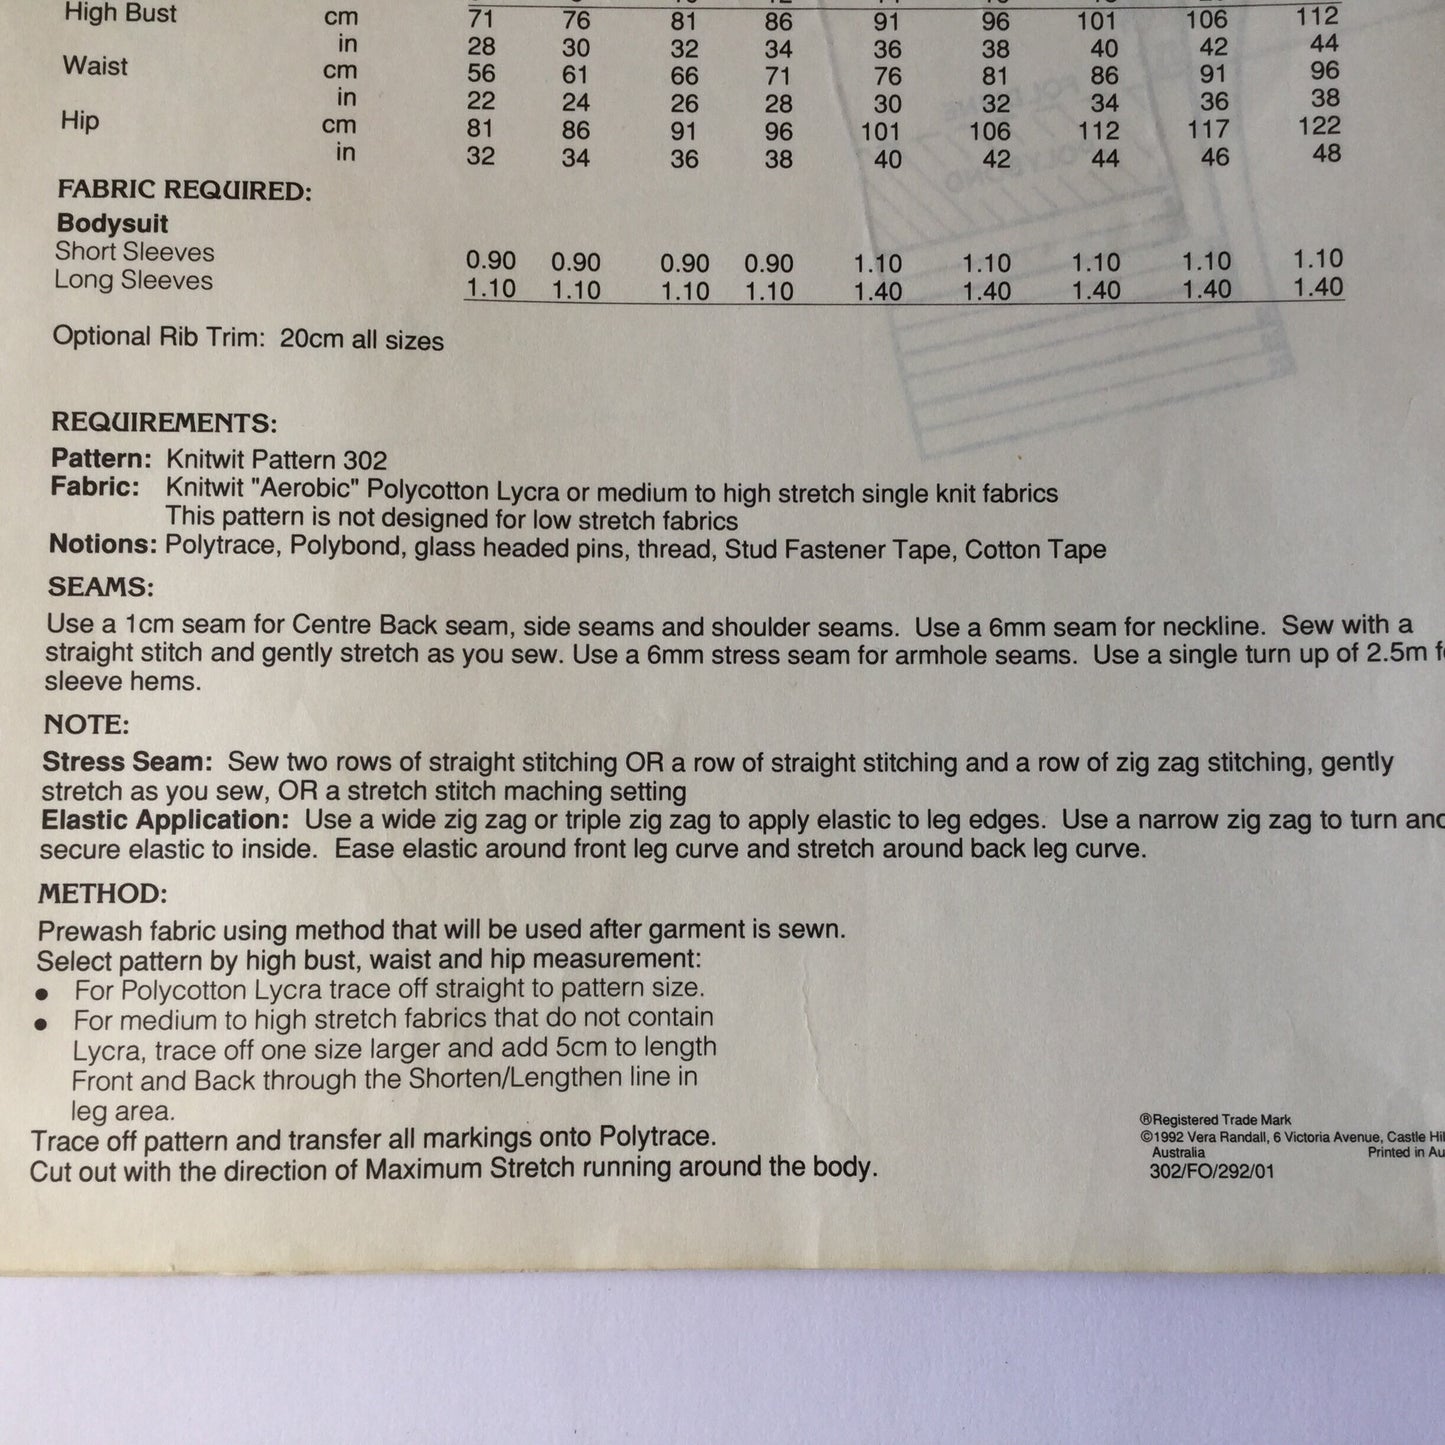 High Bust cm 71 76 81 86 91 96 101 106 112
in 28 30 32 34 36 38 40 42 44
Waist cm 56 61 66 71 76 81 86 91 96
in 22 24 26 28 30 32 34 36 38
Hip cm 81 86 91 96 101 106 112 117 122
in 32 34 36 38 40 42 44 46 48
FABRIC REQUIRED:
Bodysuit
Short Sleeves 0.90 0.90 0.90 0.90 1.10 1.10 1.10 1.10 1.10
Long Sleeves 1.10 1.10 1.10 1.10 1.40 1.40 1.40 1.40 1.40
Optional Rib Trim: 20cm all sizes
REQUIREMENTS:
Pattern: Knitwit Pattern 302
Fabric: Knitwit "Aerobic" Polycotton Lycra or medium to high stretch single knit fabrics
This pattern is not designed for low stretch fabrics
Notions: Polytrace, Polybond, glass headed pins, thread, Stud Fastener Tape, Cotton Tape
SEAMS:
Use a 1cm seam for Centre Back seam, side seams and shoulder seams. Use a 6mm seam for neckline. Sew with a
straight stitch and gently stretch as you sew. Use a 6mm stress seam for armhole seams. Use a single turn up of 2.5m
sleeve hems.
NOTE:
Stress Seam: Sew two rows of straight stitching OR a row of straight stitching and a row of zig zag stitching, gently
stretch as you sew, OR a stretch stitch maching setting
Elastic Application: Use a wide zig zag or triple zig zag to apply elastic to leg edges. Use a narrow zig zag to turn and
secure elastic to inside. Ease elastic around front leg curve and stretch around back leg curve.
METHOD:
Prewash fabric using method that will be used after garment is sewn.
Select pattern by high bust, waist and hip measurement:
● For Polycotton Lycra trace off straight to pattern size.
● For medium to high stretch fabrics that do not contain
Lycra, trace off one size larger and add 5cm to length
Front and Back through the Shorten/Lengthen line in
leg area.
Trace off pattern and transfer all markings onto Polytrace.
Cut out with the direction of Maximum Stretch running around the body.
®Registered Trade Mark
©1992 Vera Randall, 6 Victoria Avenue, Castle Hil
Australia Printed in Au
302/FO/292/01